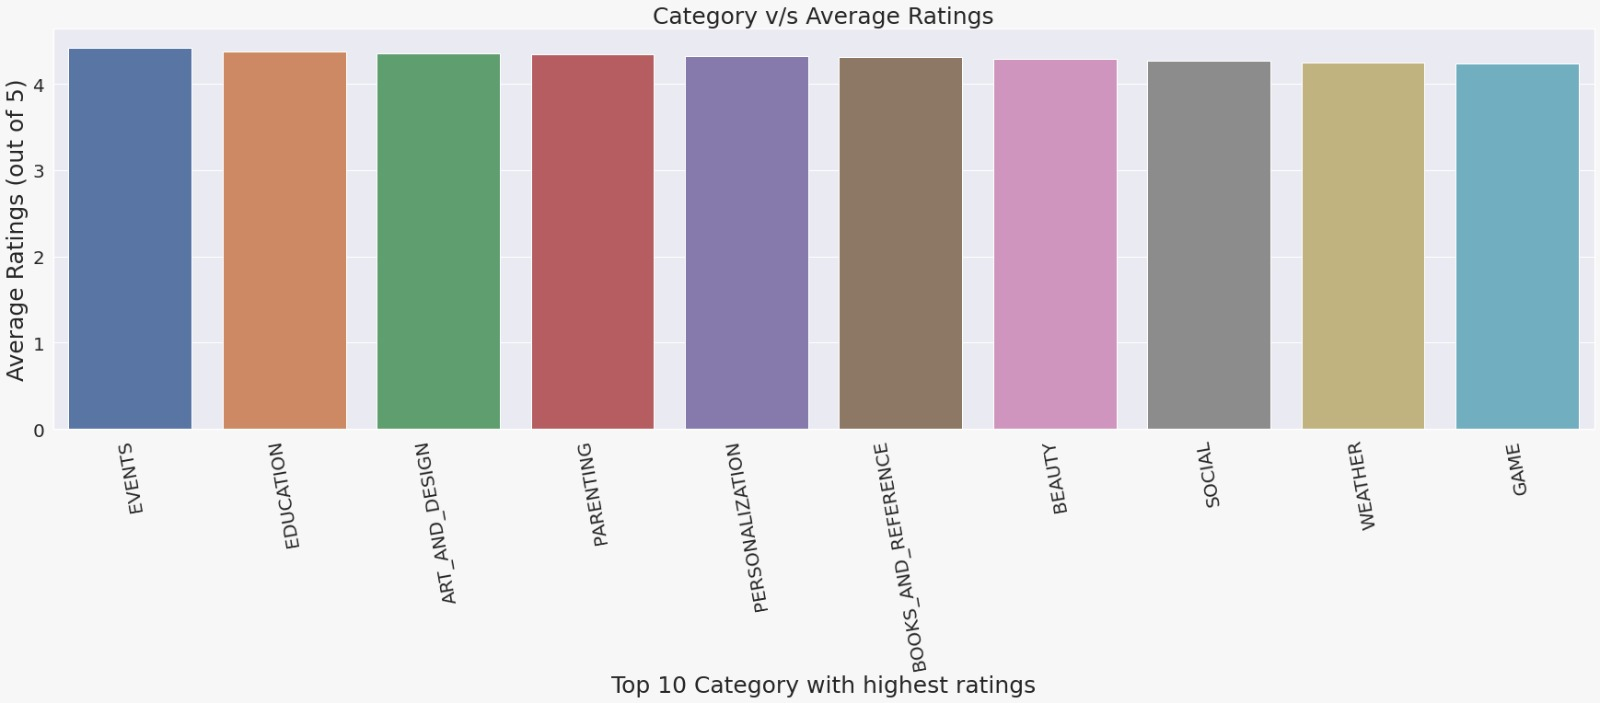 Category v/s Average Ratings
Average Ratings (out of 5)
4
3
2
1
0
EVENTS
EDUCATION
ART_AND_DESIGN
PARENTING
PERSONALIZATION
BOOKS_AND_REFERENCE
BEAUTY
SOCIAL
WEATHER
GAME
Top 10 Category with highest ratings